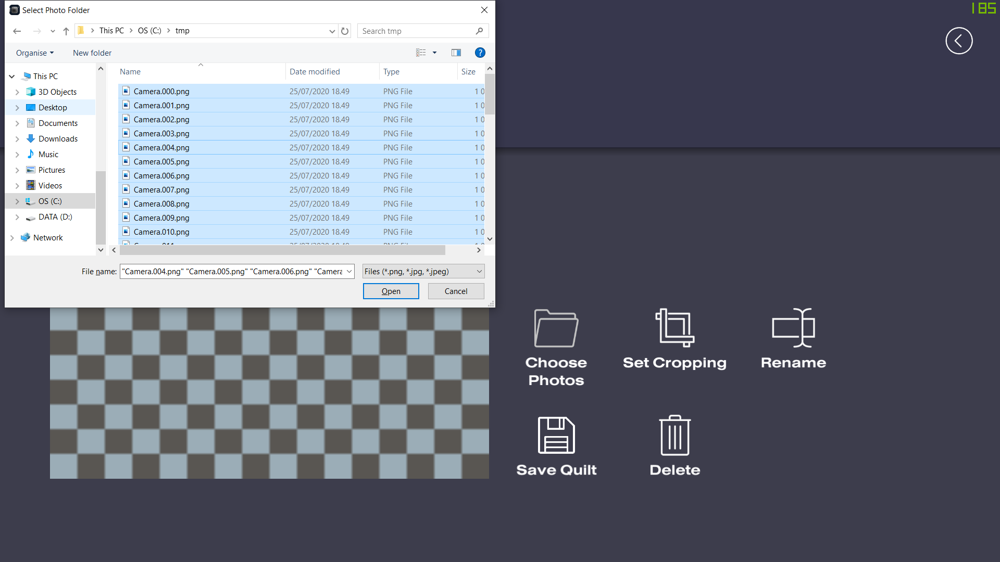 Select Photo Folder
185
This PC
OS (C:)
tmp
Search tmp
Organise
New folder
?
Name
Date modified
Type
Size
This PC
3D Objects
Desktop
Documents
Downloads
Music
Pictures
Videos
OS (C:)
DATA (D:)
Network
Camera.000.png 25/07/2020 18.49 PNG File 1 0
Camera.001.png 25/07/2020 18.49 PNG File 1 0
Camera.002.png 25/07/2020 18.49 PNG File 1 0
Camera.003.png 25/07/2020 18.49 PNG File 1 0
Camera.004.png 25/07/2020 18.49 PNG File 1 0
Camera.005.png 25/07/2020 18.49 PNG File 1 0
Camera.006.png 25/07/2020 18.49 PNG File 1 0
Camera.007.png 25/07/2020 18.49 PNG File 1 0
Camera.008.png 25/07/2020 18.49 PNG File 1 0
Camera.009.png 25/07/2020 18.49 PNG File 1 0
Camera.010.png 25/07/2020 18.49 PNG File 1 0
File name: "Camera.004.png" "Camera.005.png" "Camera.006.png" "Camera
Files (*.png, *.jpg, *.jpeg)
Open
Cancel
Choose
Photos
Set Cropping
Rename
Save Quilt
Delete